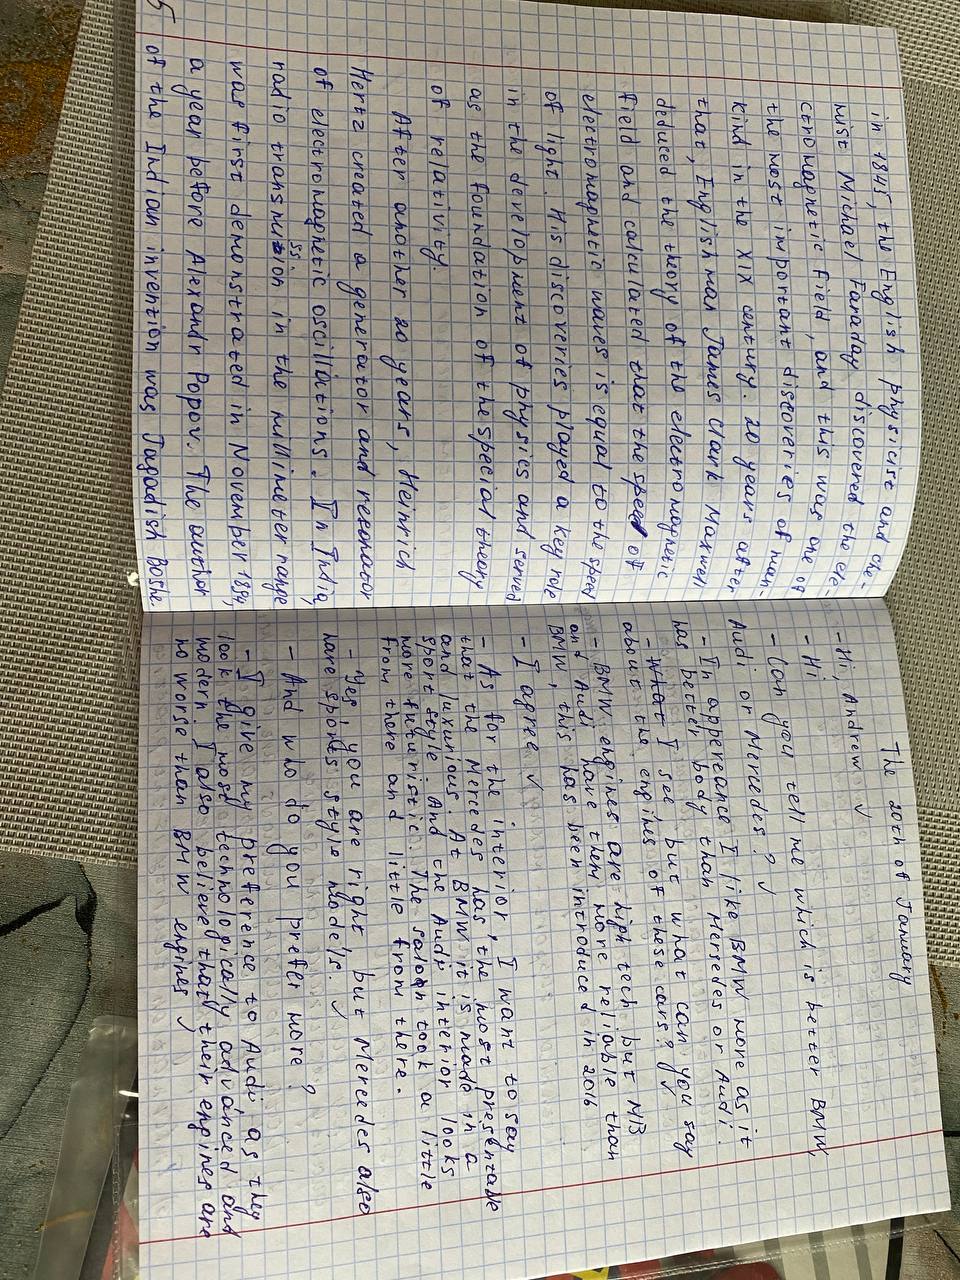 in 1845, the English physicist and che-
mist Michael Faraday discovered the ele-
ctromagnetic field, and this was one of
the most important discoveries of man-
kind in the XIX century. 20 years after
that, Englishman James Clark Maxwell
deduced the theory of the electromagnetic
field and calculated that the speed of
electromagnetic waves is equal to the speed
of light. His discoveries played a key role
in the development of physics and served
as the foundation of the special theory
of relativity.
After another 20 years, Heinrich
Hertz created a generator and resonator
of electromagnetic oscillations. In India,
radio transmission in the millimeter range
was first demonstrated in November 1894,
a year before Alexandr Popov. The author
of the Indian invention was Jagadish Boshe.
5
The 20th of January
- Hi, Andrew ✓
- Hi
- Can you tell me which is better BMW,
Audi or Mercedes? ✓
- In appereance I like BMW more as it
has better body than Mersedes or Audi.
- What I see, but what can you say
about the engines of these cars? ✓
- BMW engines are high tech, but MB
and Audi have them more reliable than
BMW, this has been introduced in 2016
- I agree ✓
- As for the interior, I want to say
that the Mercedes has the most presentable
and luxurious. At BMW it is made in a
sport style. And the Audi interior looks
more futuristic. The saloon took a little
from there and little from there.
- Yes, you are right, but Mercedes also
have sports style models. ✓
- And who do you prefer more?
- I give my preference to Audi, as they
look the most technologically advanced and
modern. I also believe that their engines are
no worse than BMW engines ✓